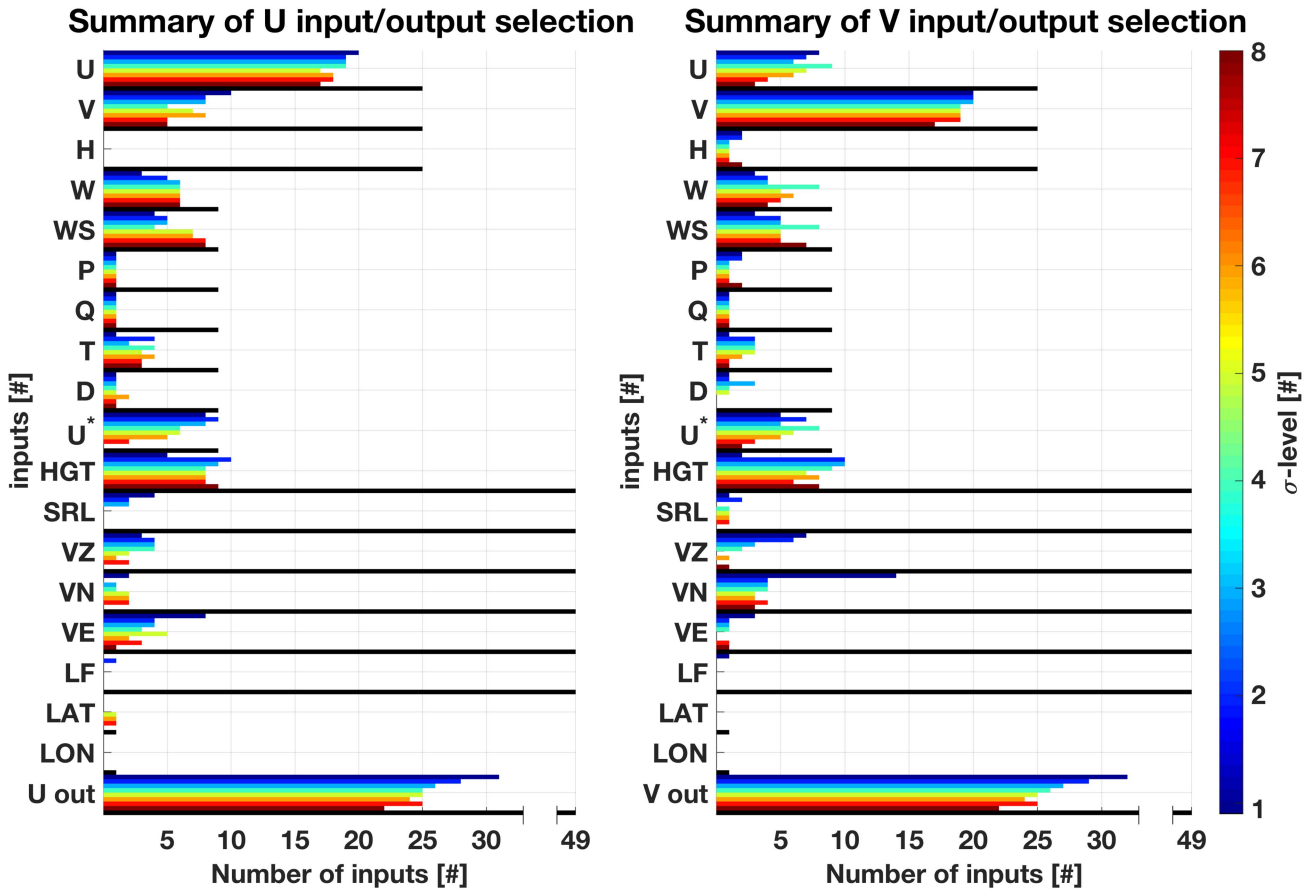 Summary of U input/output selection
U
V
H
W
WS
P
Q
T
D
U*
HGT
SRL
VZ
VN
VE
LF
LAT
LON
U out
inputs [#]
5 10 15 20 25 30 49
Number of inputs [#]
Summary of V input/output selection
U
V
H
W
WS
P
Q
T
D
U*
HGT
SRL
VZ
VN
VE
LF
LAT
LON
V out
inputs [#]
5 10 15 20 25 30 49
Number of inputs [#]
8
7
6
5
4
3
2
1
σ-level [#]